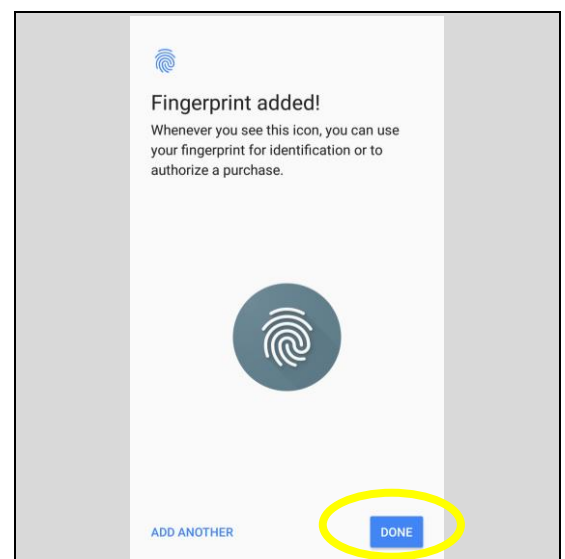 Fingerprint added!
Whenever you see this icon, you can use
your fingerprint for identification or to
authorize a purchase.
ADD ANOTHER
DONE